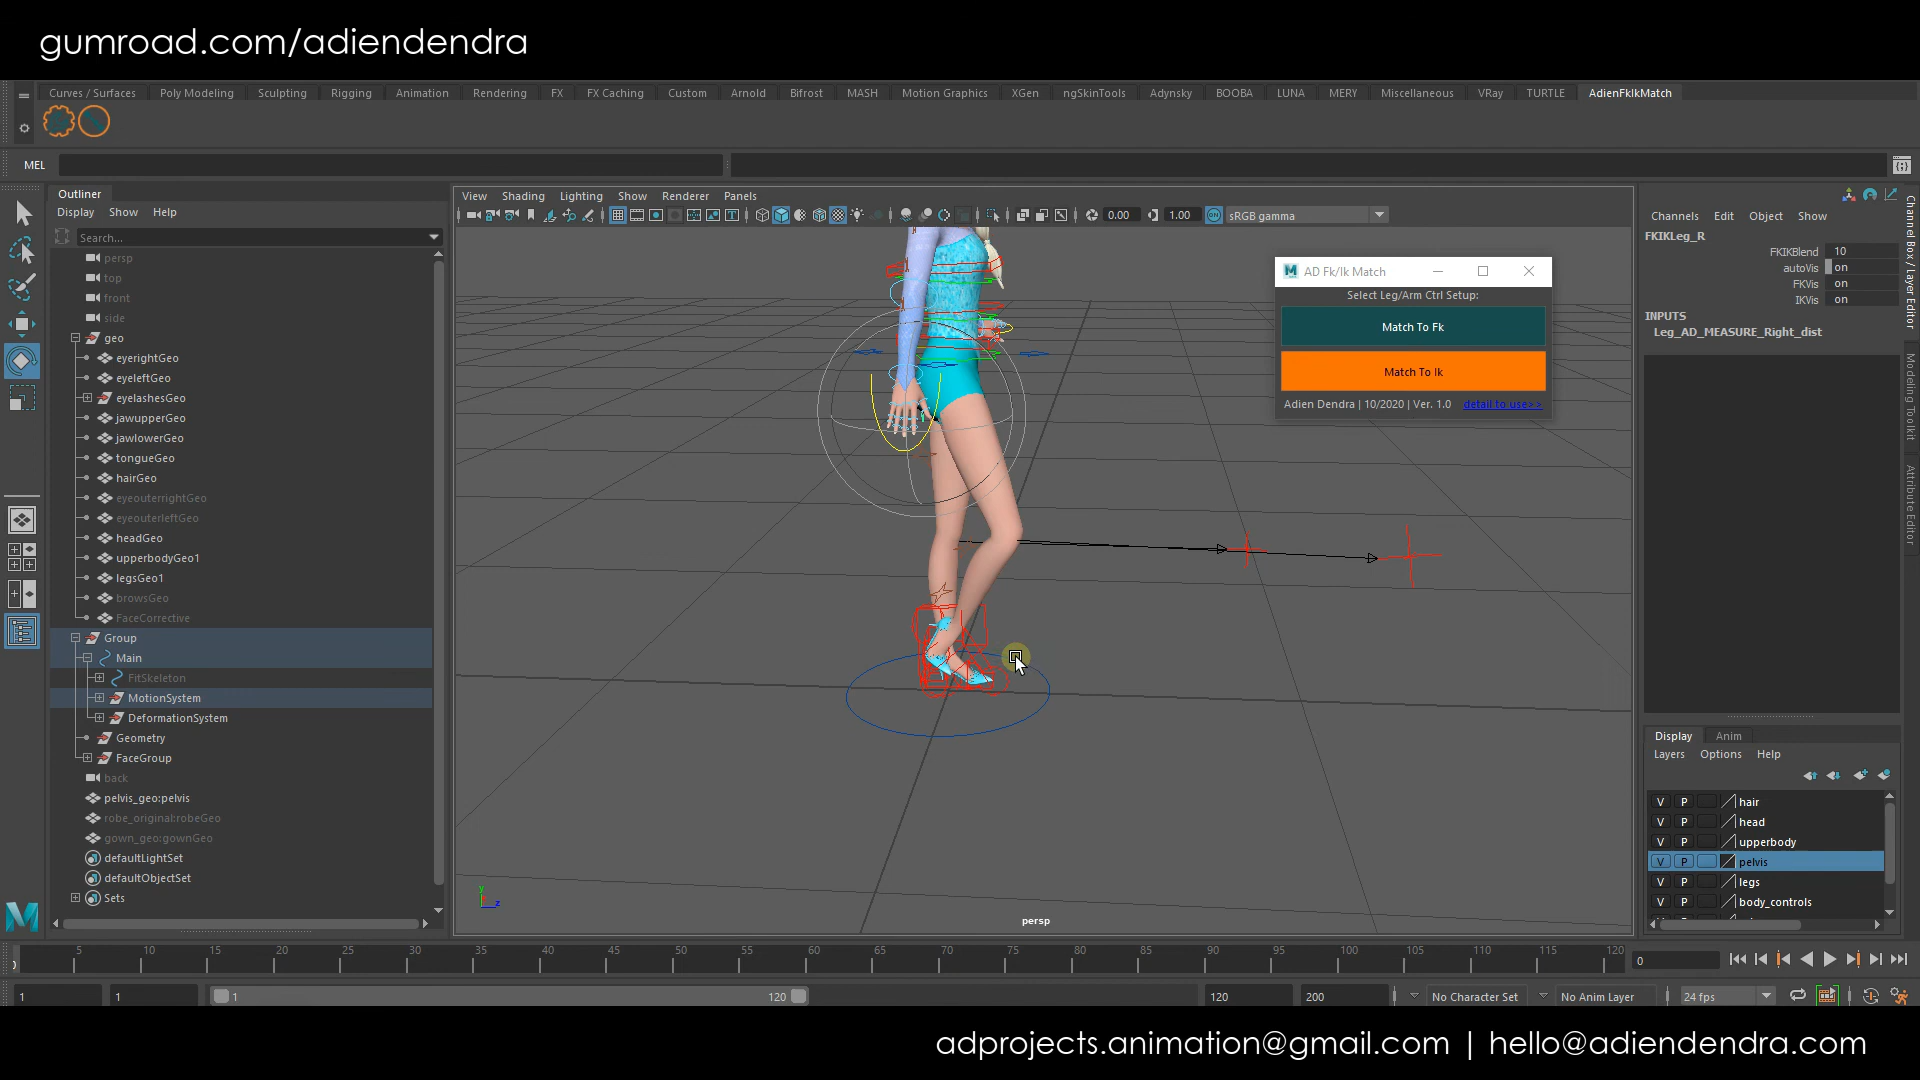 gumroad.com/adiendendra
Curves / Surfaces Poly Modeling Sculpting Rigging Animation Rendering FX FX Caching Custom Arnold Bifrost MASH Motion Graphics XGen ngSkinTools Adynsky BOOBA LUNA MERY Miscellaneous VRay TURTLE AdienFkIkMatch
MEL
Outliner
Display Show Help
Search...
persp
top
front
side
geo
eyerightGeo
eyeleftGeo
eyelashesGeo
jawupperGeo
jawlowerGeo
tongueGeo
hairGeo
eyeouterrightGeo
eyeouterleftGeo
headGeo
upperbodyGeo1
legsGeo1
browsGeo
FaceCorrective
Group
Main
FitSkeleton
MotionSystem
DeformationSystem
Geometry
FaceGroup
back
pelvis_geo:pelvis
robe_original:robeGeo
gown_geo:gownGeo
defaultLightSet
defaultObjectSet
Sets
View Shading Lighting Show Renderer Panels
0.00 1.00 sRGB gamma
AD Fk/Ik Match
Select Leg/Arm Ctrl Setup:
Match To Fk
Match To Ik
Adien Dendra | 10/2020 | Ver. 1.0 detail to use>>
y
z
persp
Channels Edit Object Show
FKIKLeg_R
FKIKBlend 10
autoVis on
FKVis on
IKVis on
INPUTS
Leg_AD_MEASURE_Right_dist
Channel Box / Layer Editor
Modeling Toolkit
Attribute Editor
Display Anim
Layers Options Help
V P hair
V P head
V P upperbody
V P pelvis
V P legs
V P body_controls
5 10 15 20 25 30 35 40 45 50 55 60 65 70 75 80 85 90 95 100 105 110 115 120
0
1 1 1 120 120 200 No Character Set No Anim Layer 24 fps
adprojects.animation@gmail.com | hello@adiendendra.com